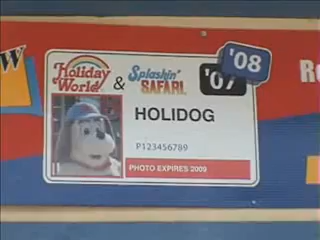 W
Holiday World & Splashin' SAFARI
'07 '08
R
HOLIDOG
P123456789
PHOTO EXPIRES 2009